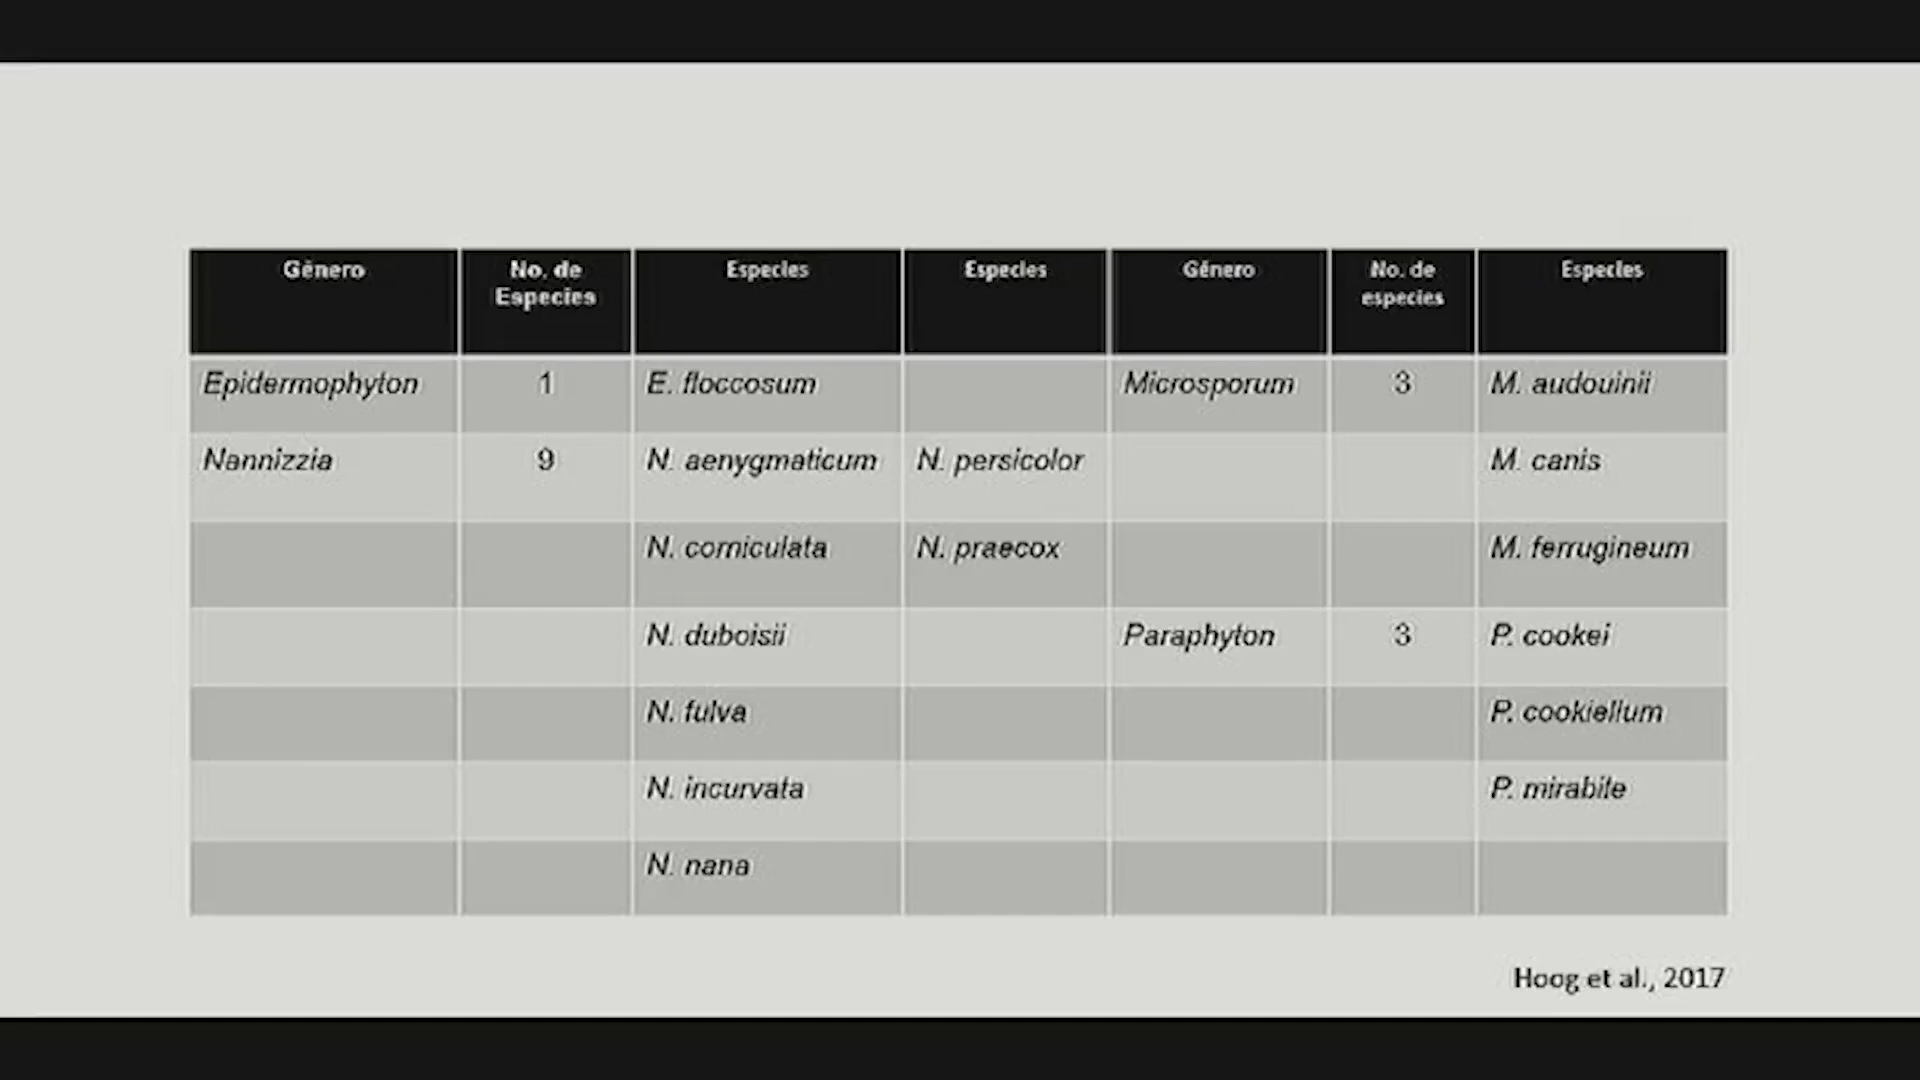 Género No. de Especies Especies Especies Género No. de especies Especies
Epidermophyton 1 E. floccosum Microsporum 3 M. audouinii
Nannizzia 9 N. aenygmaticum N. persicolor M. canis
N. corniculata N. praecox M. ferrugineum
N. duboisii Paraphyton 3 P. cookei
N. fulva P. cookiellum
N. incurvata P. mirabile
N. nana
Hoog et al., 2017